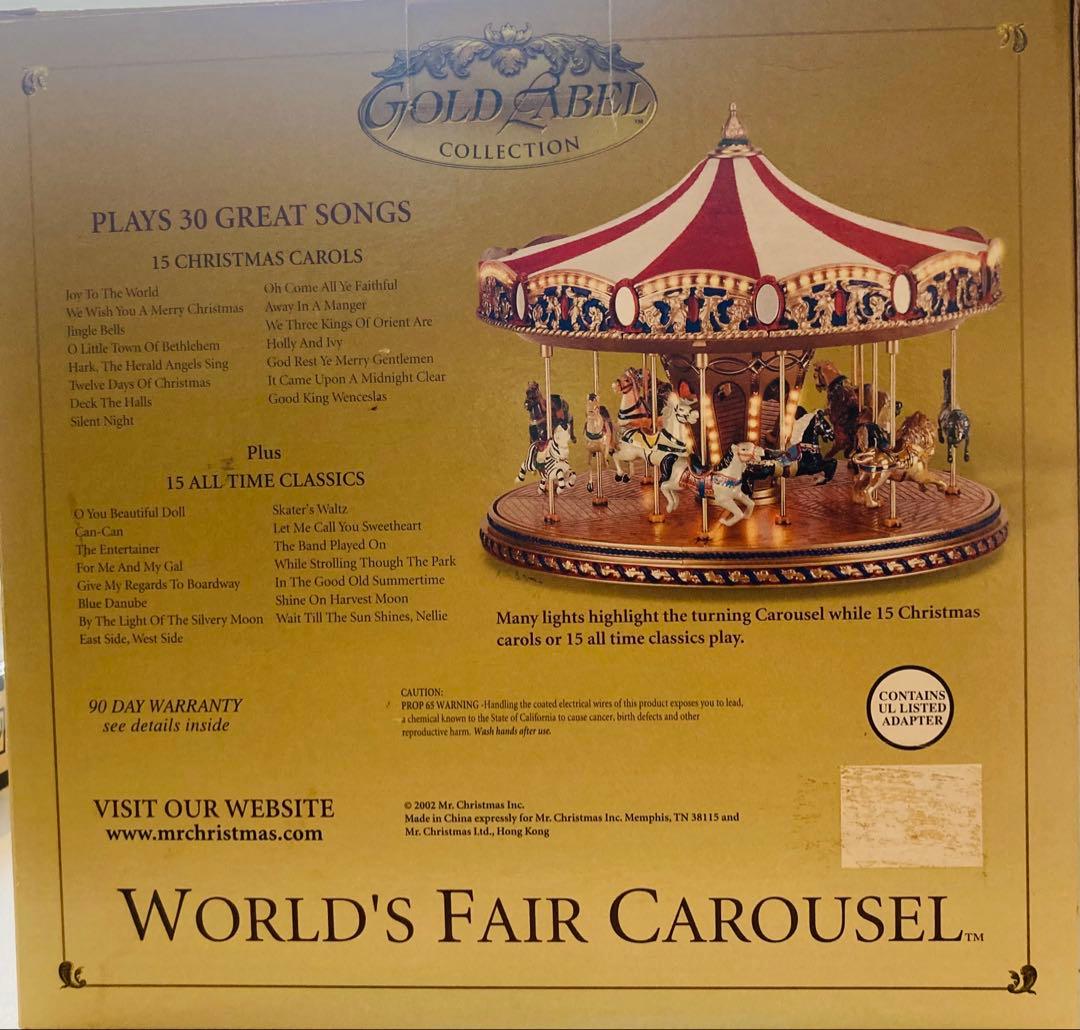 GOLD LABEL™
COLLECTION
PLAYS 30 GREAT SONGS
15 CHRISTMAS CAROLS
Joy To The World
We Wish You A Merry Christmas
Jingle Bells
O Little Town Of Bethlehem
Hark, The Herald Angels Sing
Twelve Days Of Christmas
Deck The Halls
Silent Night
Oh Come All Ye Faithful
Away In A Manger
We Three Kings Of Orient Are
Holly And Ivy
God Rest Ye Merry Gentlemen
It Came Upon A Midnight Clear
Good King Wenceslas
Plus
15 ALL TIME CLASSICS
O You Beautiful Doll
Can-Can
The Entertainer
For Me And My Gal
Give My Regards To Boardway
Blue Danube
By The Light Of The Silvery Moon
East Side, West Side
Skater's Waltz
Let Me Call You Sweetheart
The Band Played On
While Strolling Though The Park
In The Good Old Summertime
Shine On Harvest Moon
Wait Till The Sun Shines, Nellie
Many lights highlight the turning Carousel while 15 Christmas
carols or 15 all time classics play.
90 DAY WARRANTY
see details inside
CAUTION:
PROP 65 WARNING -Handling the coated electrical wires of this product exposes you to lead,
a chemical known to the State of California to cause cancer, birth defects and other
reproductive harm. Wash hands after use.
CONTAINS
UL LISTED
ADAPTER
VISIT OUR WEBSITE
www.mrchristmas.com
© 2002 Mr. Christmas Inc.
Made in China expressly for Mr. Christmas Inc. Memphis, TN 38115 and
Mr. Christmas Ltd., Hong Kong
WORLD'S FAIR CAROUSEL™